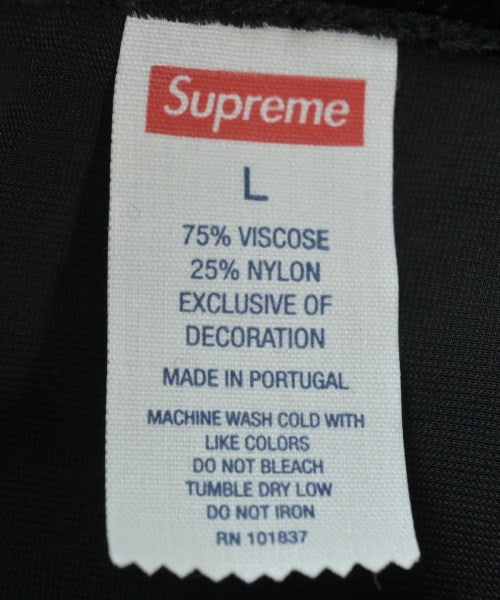 Supreme
L
75% VISCOSE
25% NYLON
EXCLUSIVE OF
DECORATION
MADE IN PORTUGAL
MACHINE WASH COLD WITH
LIKE COLORS
DO NOT BLEACH
TUMBLE DRY LOW
DO NOT IRON
RN 101837